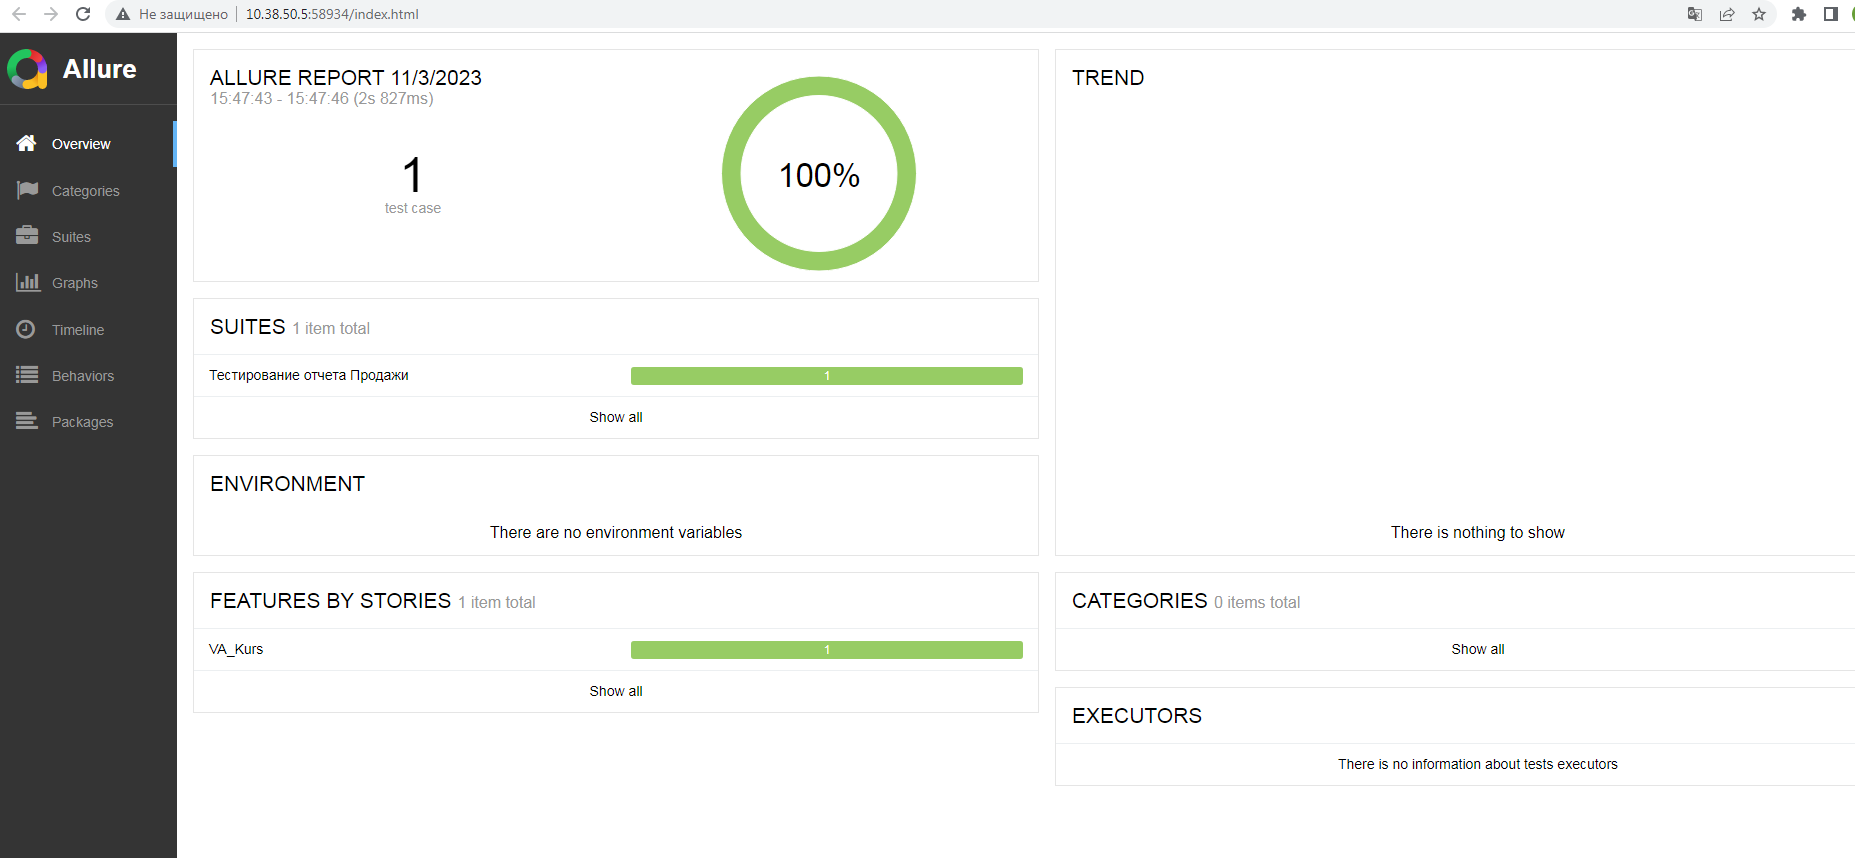 Не защищено
10.38.50.5:58934/index.html
Allure
Overview
Categories
Suites
Graphs
Timeline
Behaviors
Packages
ALLURE REPORT 11/3/2023
15:47:43 - 15:47:46 (2s 827ms)
1
test case
100%
SUITES 1 item total
Тестирование отчета Продажи 1
Show all
ENVIRONMENT
There are no environment variables
FEATURES BY STORIES 1 item total
VA_Kurs 1
Show all
TREND
There is nothing to show
CATEGORIES 0 items total
Show all
EXECUTORS
There is no information about tests executors